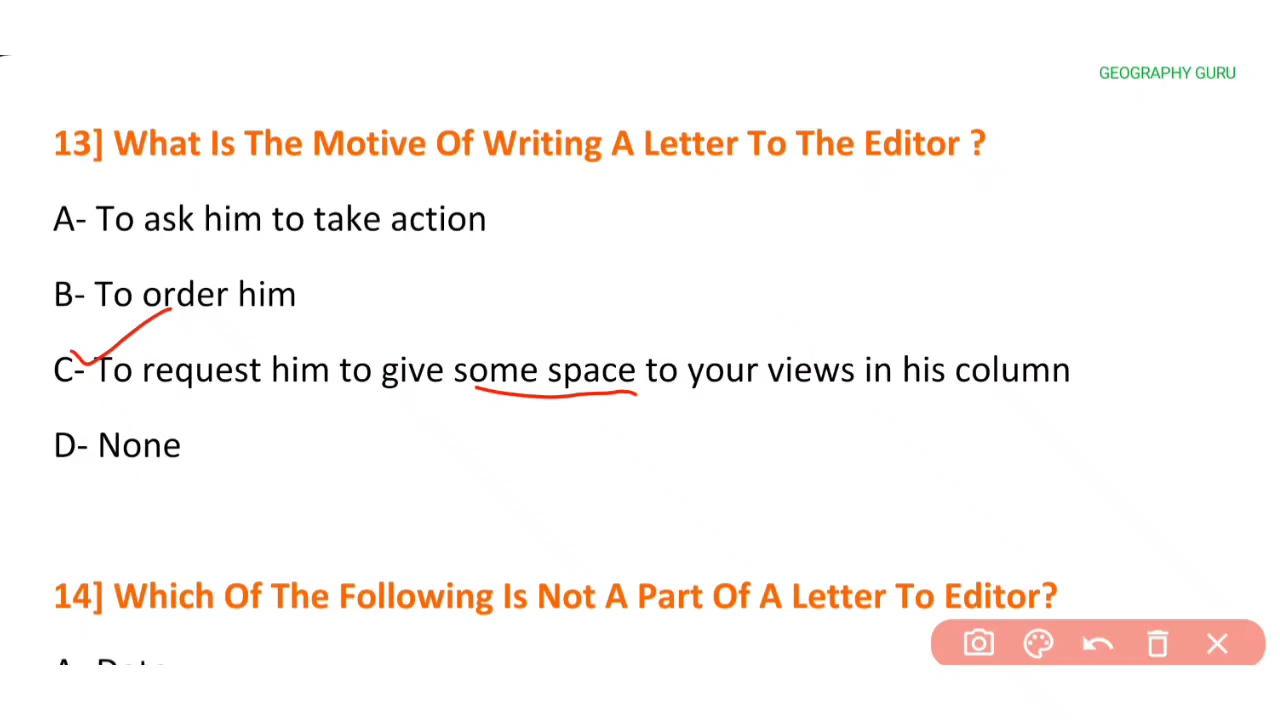 GEOGRAPHY GURU
13] What Is The Motive Of Writing A Letter To The Editor ?
A- To ask him to take action
B- To order him
C- To request him to give some space to your views in his column
D- None
14] Which Of The Following Is Not A Part Of A Letter To Editor?